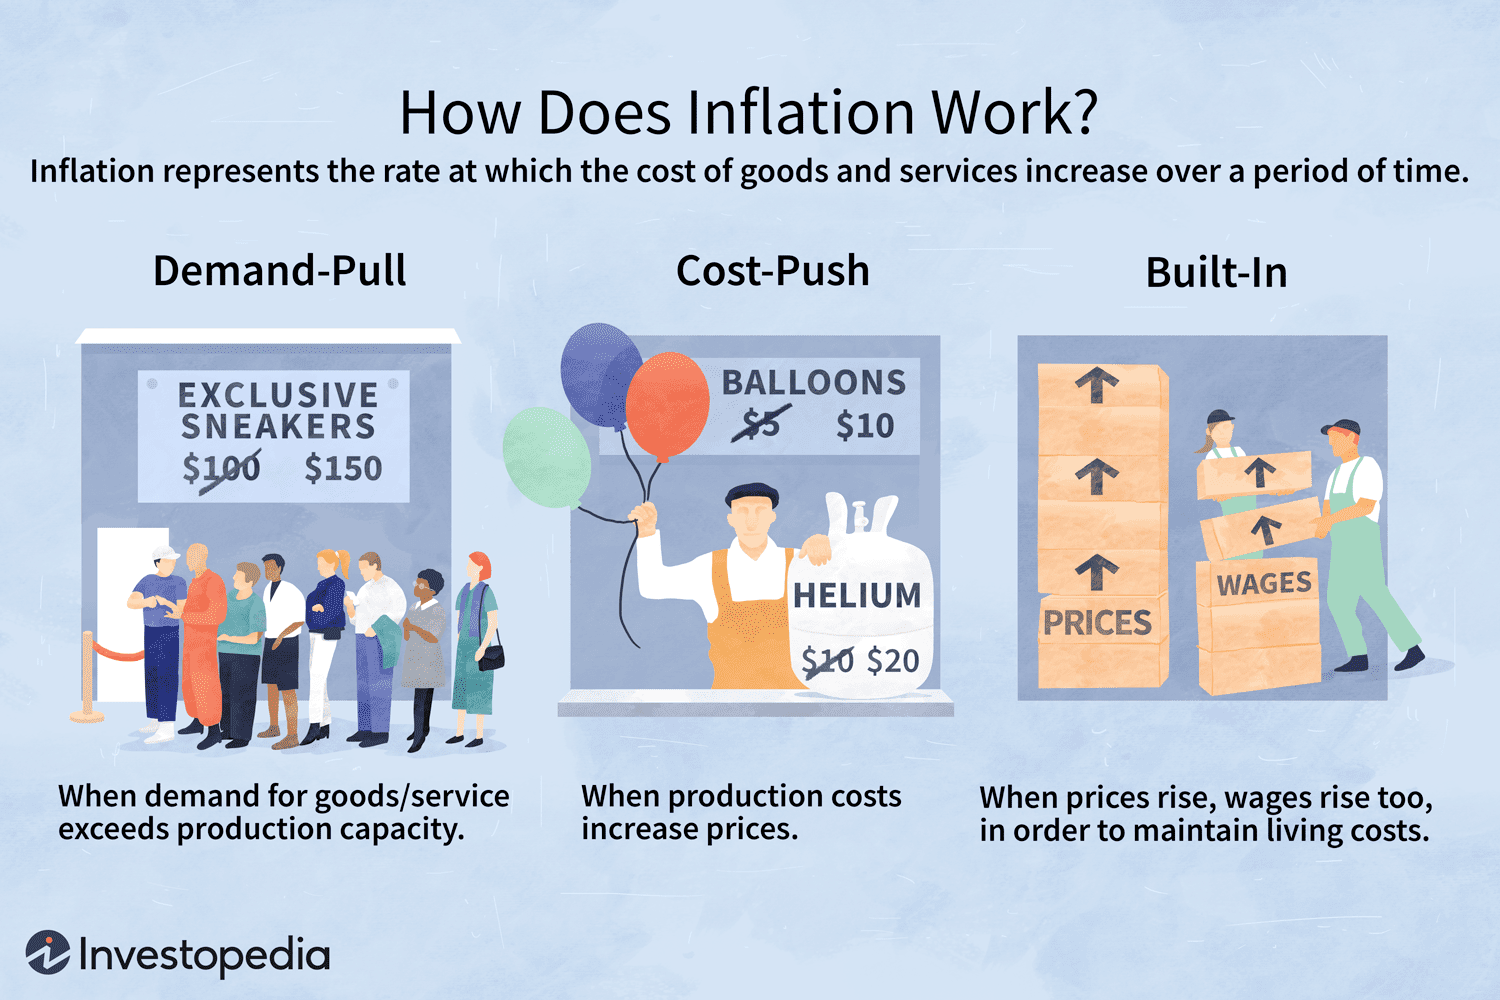 How Does Inflation Work?
Inflation represents the rate at which the cost of goods and services increase over a period of time.
Demand-Pull
EXCLUSIVE
SNEAKERS
$100 $150
When demand for goods/service
exceeds production capacity.
Cost-Push
BALLOONS
$5 $10
HELIUM
$10 $20
When production costs
increase prices.
Built-In
PRICES
WAGES
When prices rise, wages rise too,
in order to maintain living costs.
Investopedia